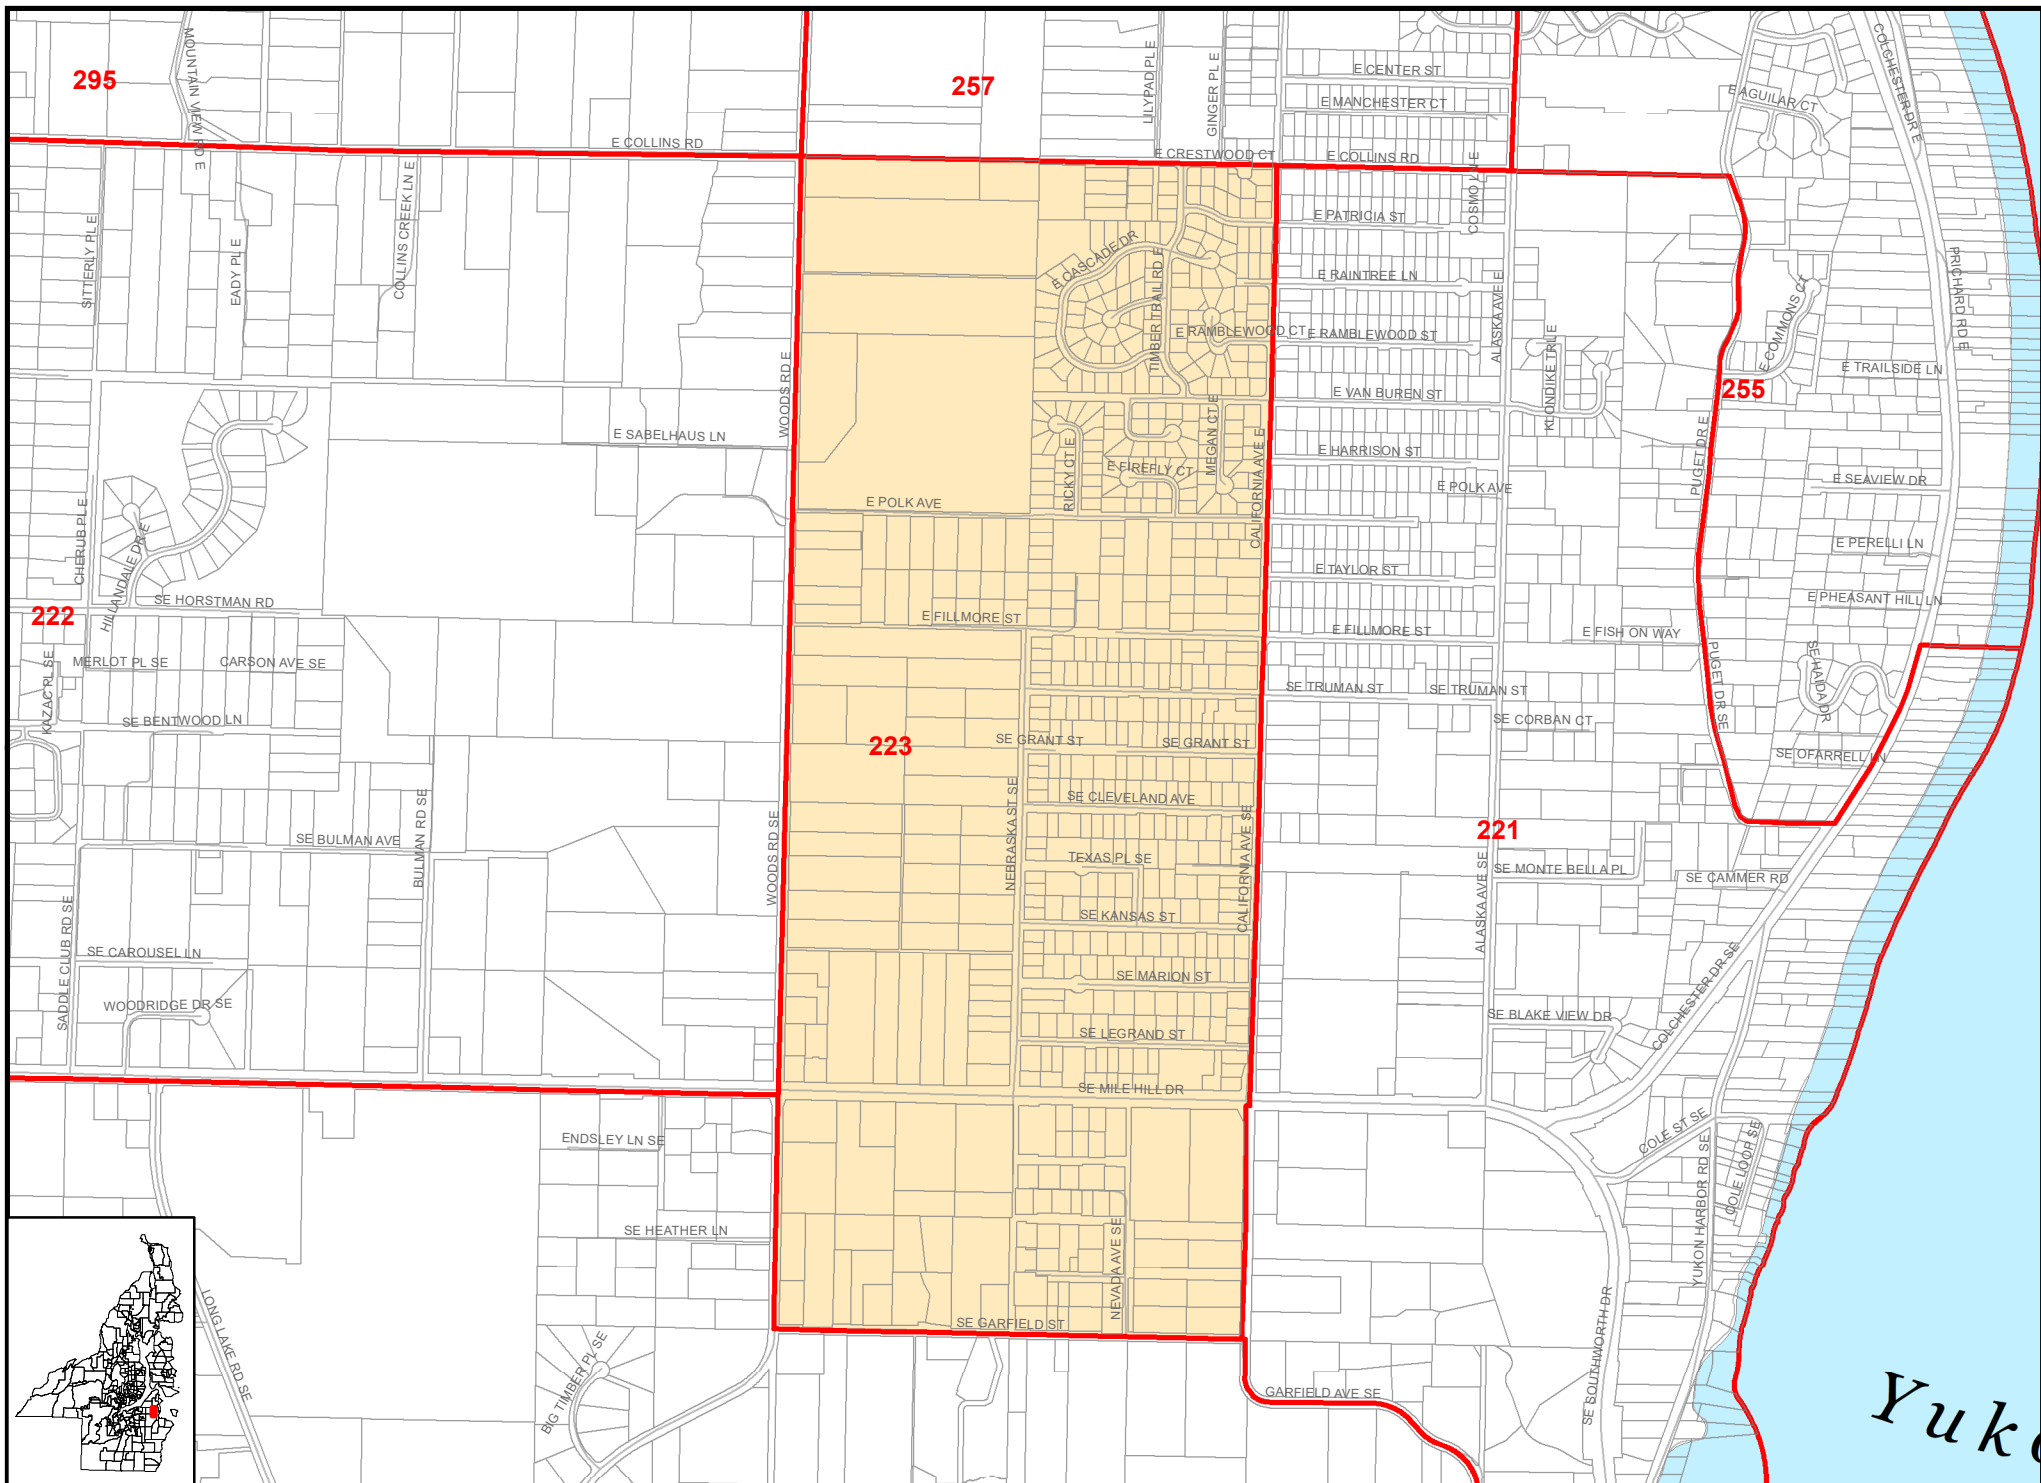 295
257
MOUNTAIN VIEW RD E
LILYPAD PL E
GINGER PL E
E CENTER ST
E MANCHESTER CT
E AGUILAR CT
COLCHESTER DR E
E COLLINS RD
E CRESTWOOD CT
E COLLINS RD
COSMO LN E
SITTERLY PL E
EADY PL E
COLLINS CREEK LN E
E CASCADE DR
TIMBER TRAIL RD E
E PATRICIA ST
E RAINTREE LN
ALASKA AVE E
E RAMBLEWOOD CT
E RAMBLEWOOD ST
KLONDIKE TRL E
E COMMONS CT
PRICHARD RD E
E TRAILSIDE LN
255
WOODS RD E
E SABELHAUS LN
E VAN BUREN ST
MEGAN CT E
E HARRISON ST
CALIFORNIA AVE E
RICKY CT E
E FIREFLY CT
PUGET DR E
E POLK AVE
E POLK AVE
E SEAVIEW DR
CHERUB PL E
HILLANDALE DR E
E PERELLI LN
E TAYLOR ST
SE HORSTMAN RD
222
E PHEASANT HILL LN
E FILLMORE ST
E FILLMORE ST
E FISH ON WAY
MERLOT PL SE
CARSON AVE SE
KAZAC PL SE
SE BENTWOOD LN
SE TRUMAN ST
SE TRUMAN ST
PUGET DR SE
SE HAIDA DR
SE CORBAN CT
223
SE GRANT ST
SE GRANT ST
SE OFARRELL LN
NEBRASKA ST SE
SE CLEVELAND AVE
CALIFORNIA AVE SE
221
BULMAN RD SE
SE BULMAN AVE
WOODS RD SE
TEXAS PL SE
ALASKA AVE SE
SE MONTE BELLA PL
SE CAMMER RD
SE KANSAS ST
SADDLE CLUB RD SE
SE CAROUSEL LN
WOODRIDGE DR SE
SE MARION ST
COLCHESTER DR SE
SE BLAKE VIEW DR
SE LEGRAND ST
SE MILE HILL DR
ENDSLEY LN SE
COLE ST SE
COLE LOOP SE
YUKON HARBOR RD SE
SE HEATHER LN
NEVADA AVE SE
SE GARFIELD ST
LONG LAKE RD SE
BIG TIMBER PL SE
GARFIELD AVE SE
SE SOUTHWORTH DR
Yuk